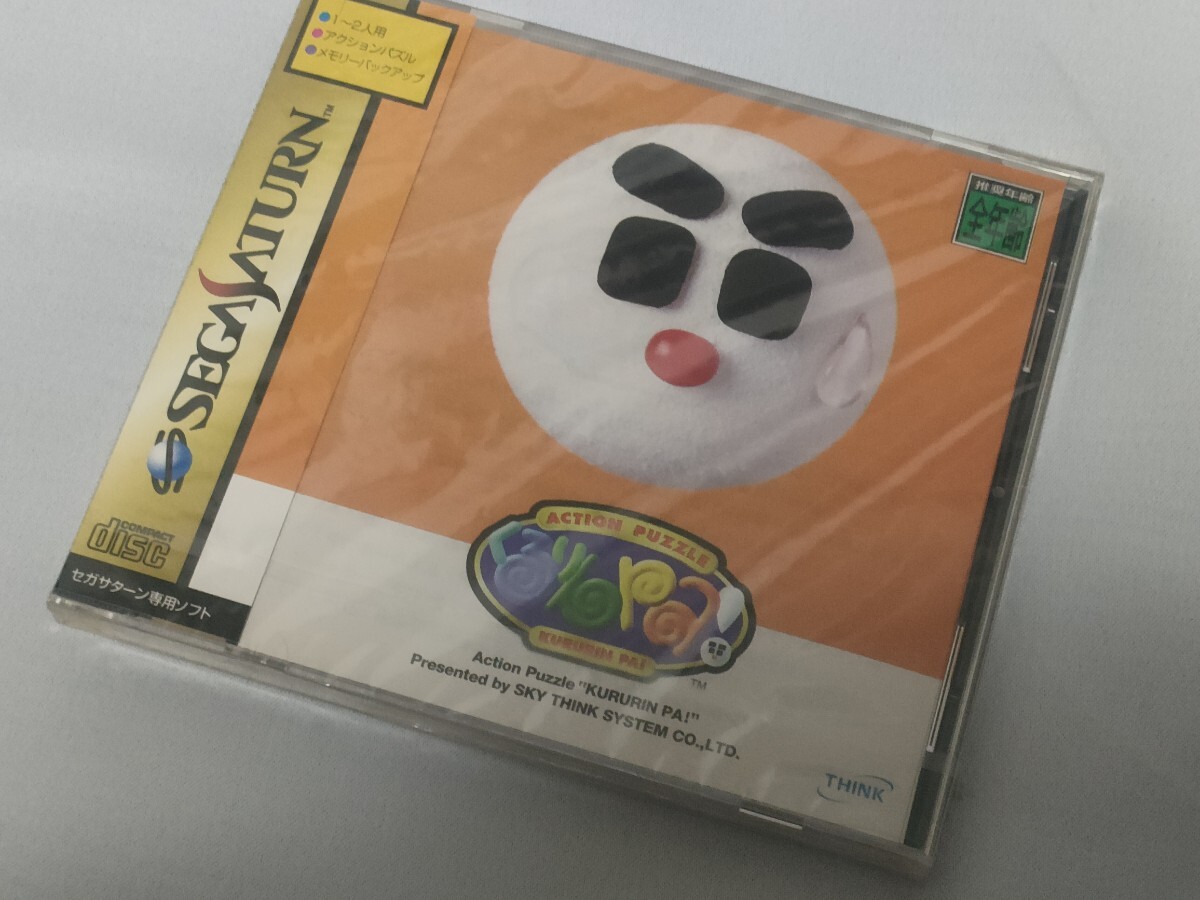 1〜2人用
アクションパズル
メモリーバックアップ
SEGA SATURN™
COMPACT
disc
セガサターン専用ソフト
推奨年齢
全年齢
ACTION PUZZLE
KURURIN PA!
TM
Action Puzzle "KURURIN PA!"
Presented by SKY THINK SYSTEM CO.,LTD.
THINK